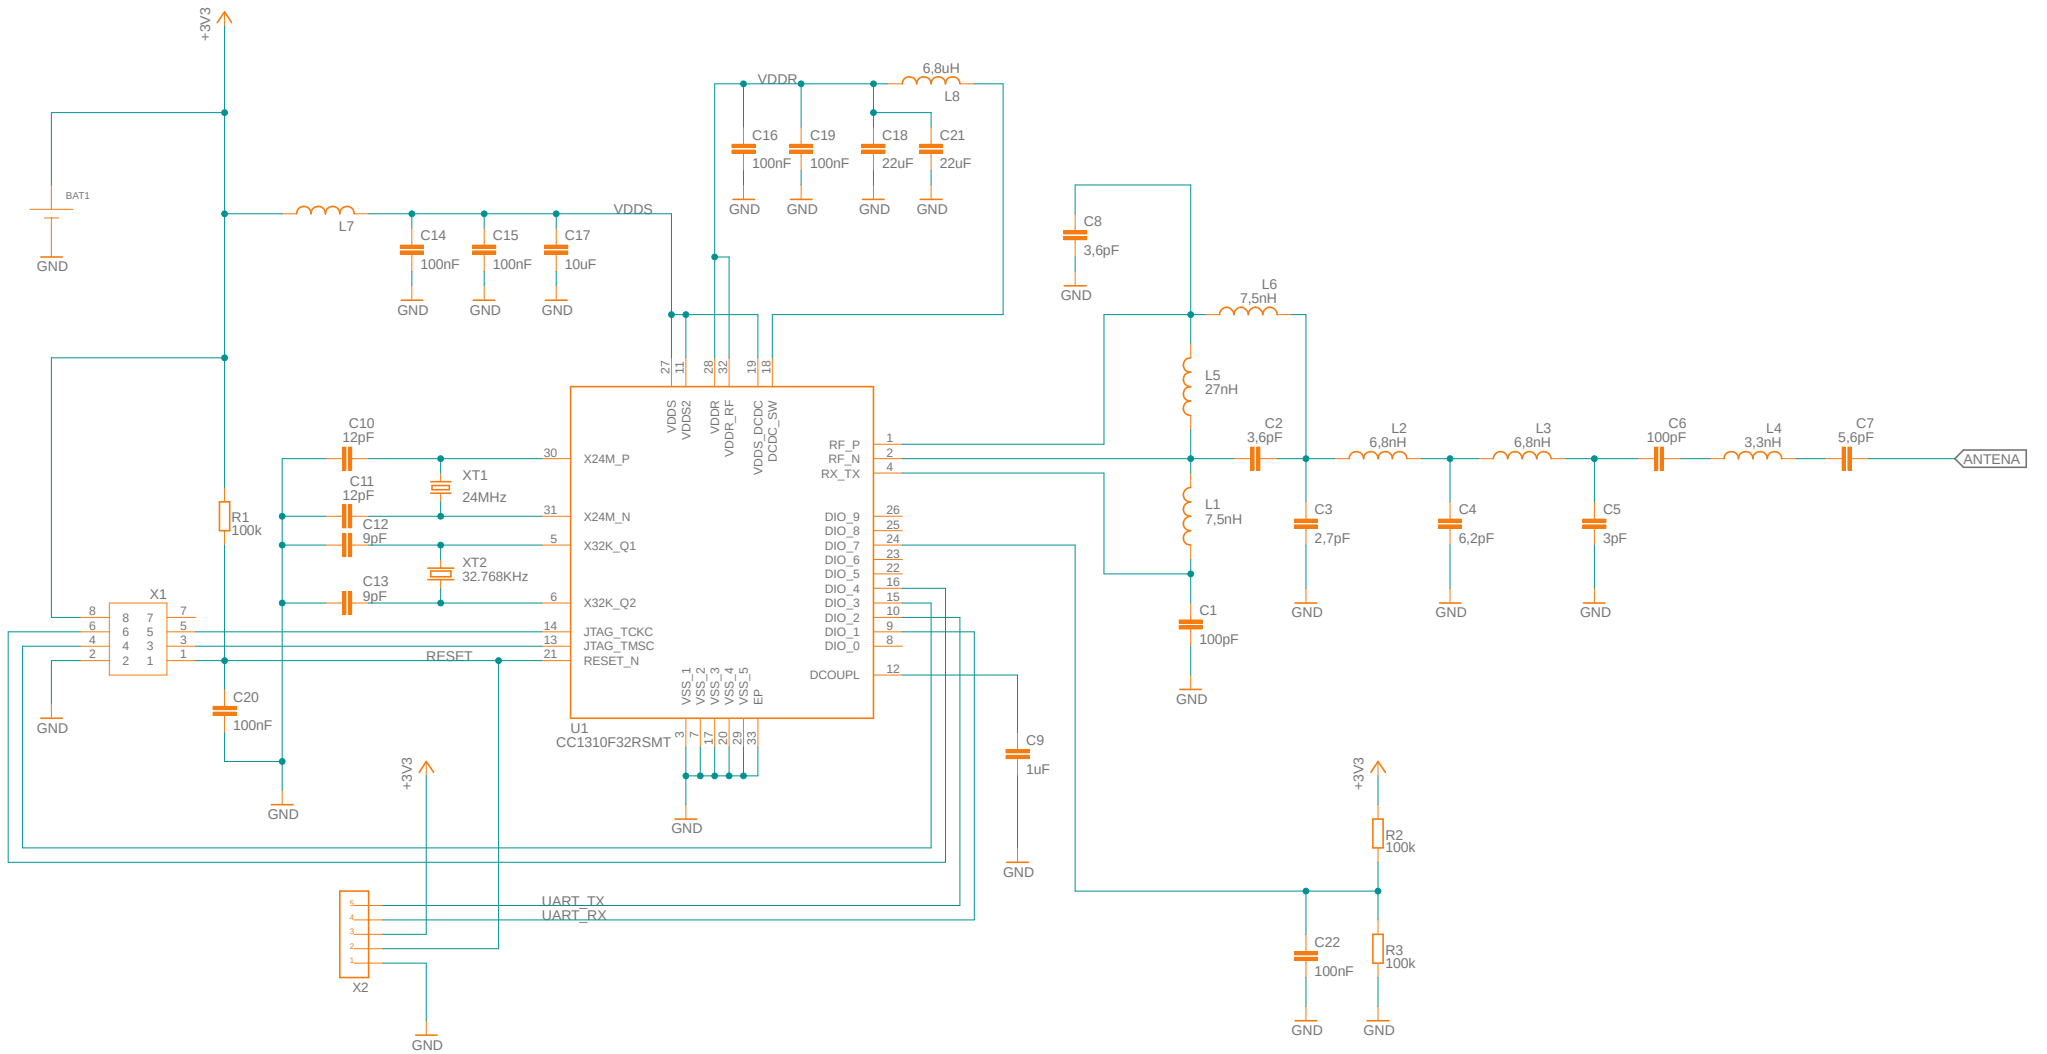 +3V3
BAT1
GND
L7
VDDS
C14
100nF
GND
C15
100nF
GND
C17
10uF
GND
VDDR
6,8uH
L8
C16
100nF
GND
C19
100nF
GND
C18
22uF
GND
C21
22uF
GND
C8
3,6pF
GND
L6
7,5nH
L5
27nH
C2
3,6pF
L2
6,8nH
L3
6,8nH
C6
100pF
L4
3,3nH
C7
5,6pF
ANTENA
L1
7,5nH
C3
2,7pF
GND
C4
6,2pF
GND
C5
3pF
GND
C1
100pF
GND
27
11
28
32
19
18
VDDS
VDDS2
VDDR
VDDR_RF
VDDS_DCDC
DCDC_SW
C10
12pF
XT1
24MHz
C11
12pF
C12
9pF
XT2
32.768KHz
C13
9pF
R1
100k
30 X24M_P
31 X24M_N
5 X32K_Q1
6 X32K_Q2
14 JTAG_TCKC
13 JTAG_TMSC
21 RESET_N
RESET
RF_P 1
RF_N 2
RX_TX 4
DIO_9 26
DIO_8 25
DIO_7 24
DIO_6 23
DIO_5 22
DIO_4 16
DIO_3 15
DIO_2 10
DIO_1 9
DIO_0 8
DCOUPL 12
VSS_1
VSS_2
VSS_3
VSS_4
VSS_5
EP
3
7
17
20
29
33
U1
CC1310F32RSMT
GND
X1
8 8 7 7
6 6 5 5
4 4 3 3
2 2 1 1
GND
C20
100nF
GND
C9
1uF
GND
+3V3
UART_TX
UART_RX
5
4
3
2
1
X2
GND
+3V3
R2
100k
C22
100nF
GND
R3
100k
GND